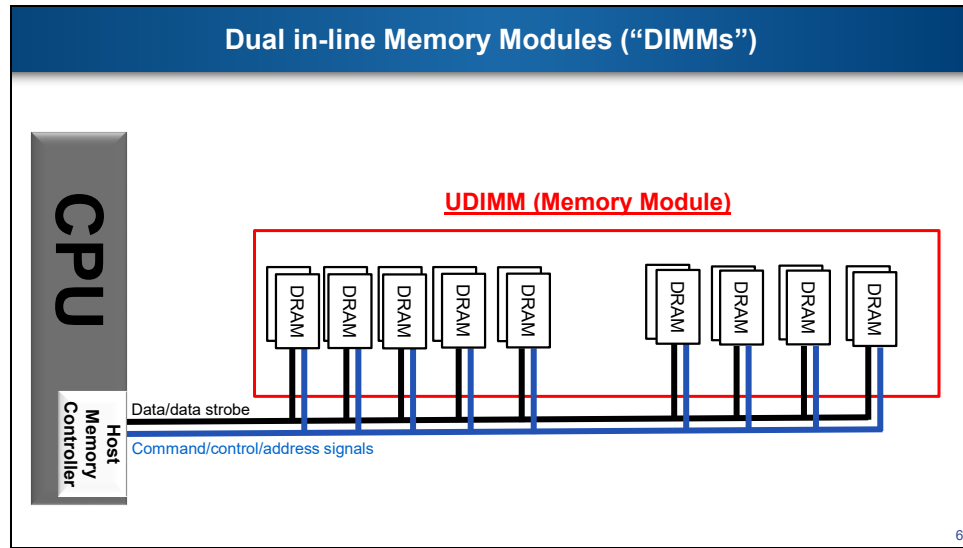 Dual in-line Memory Modules (“DIMMs”)
CPU
UDIMM (Memory Module)
DRAM
DRAM
DRAM
DRAM
DRAM
DRAM
DRAM
DRAM
DRAM
Host
Memory
Controller
Data/data strobe
Command/control/address signals
6